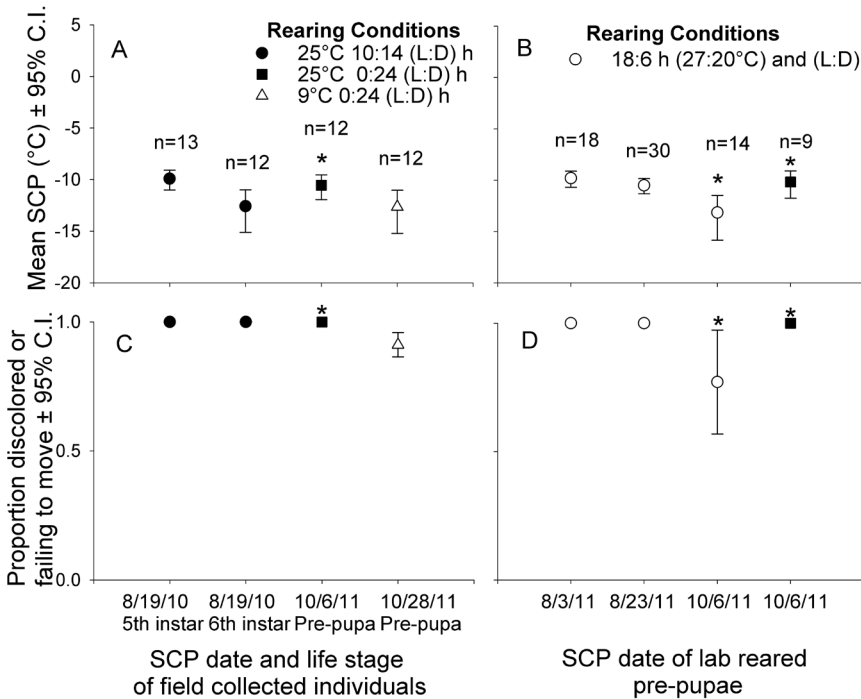 Mean SCP (°C) ± 95% C.I.
5
0
-5
-10
-15
-20
A
Rearing Conditions
25°C 10:14 (L:D) h
25°C 0:24 (L:D) h
9°C 0:24 (L:D) h
n=13
n=12
n=12
*
n=12
B
Rearing Conditions
18:6 h (27:20°C) and (L:D)
n=18
n=30
n=14
*
n=9
*
Proportion discolored or
failing to move ± 95% C.I.
1.0
0.5
0.0
C
*
D
*
*
8/19/10 8/19/10 10/6/11 10/28/11
5th instar 6th instar Pre-pupa Pre-pupa
SCP date and life stage
of field collected individuals
8/3/11 8/23/11 10/6/11 10/6/11
SCP date of lab reared
pre-pupae